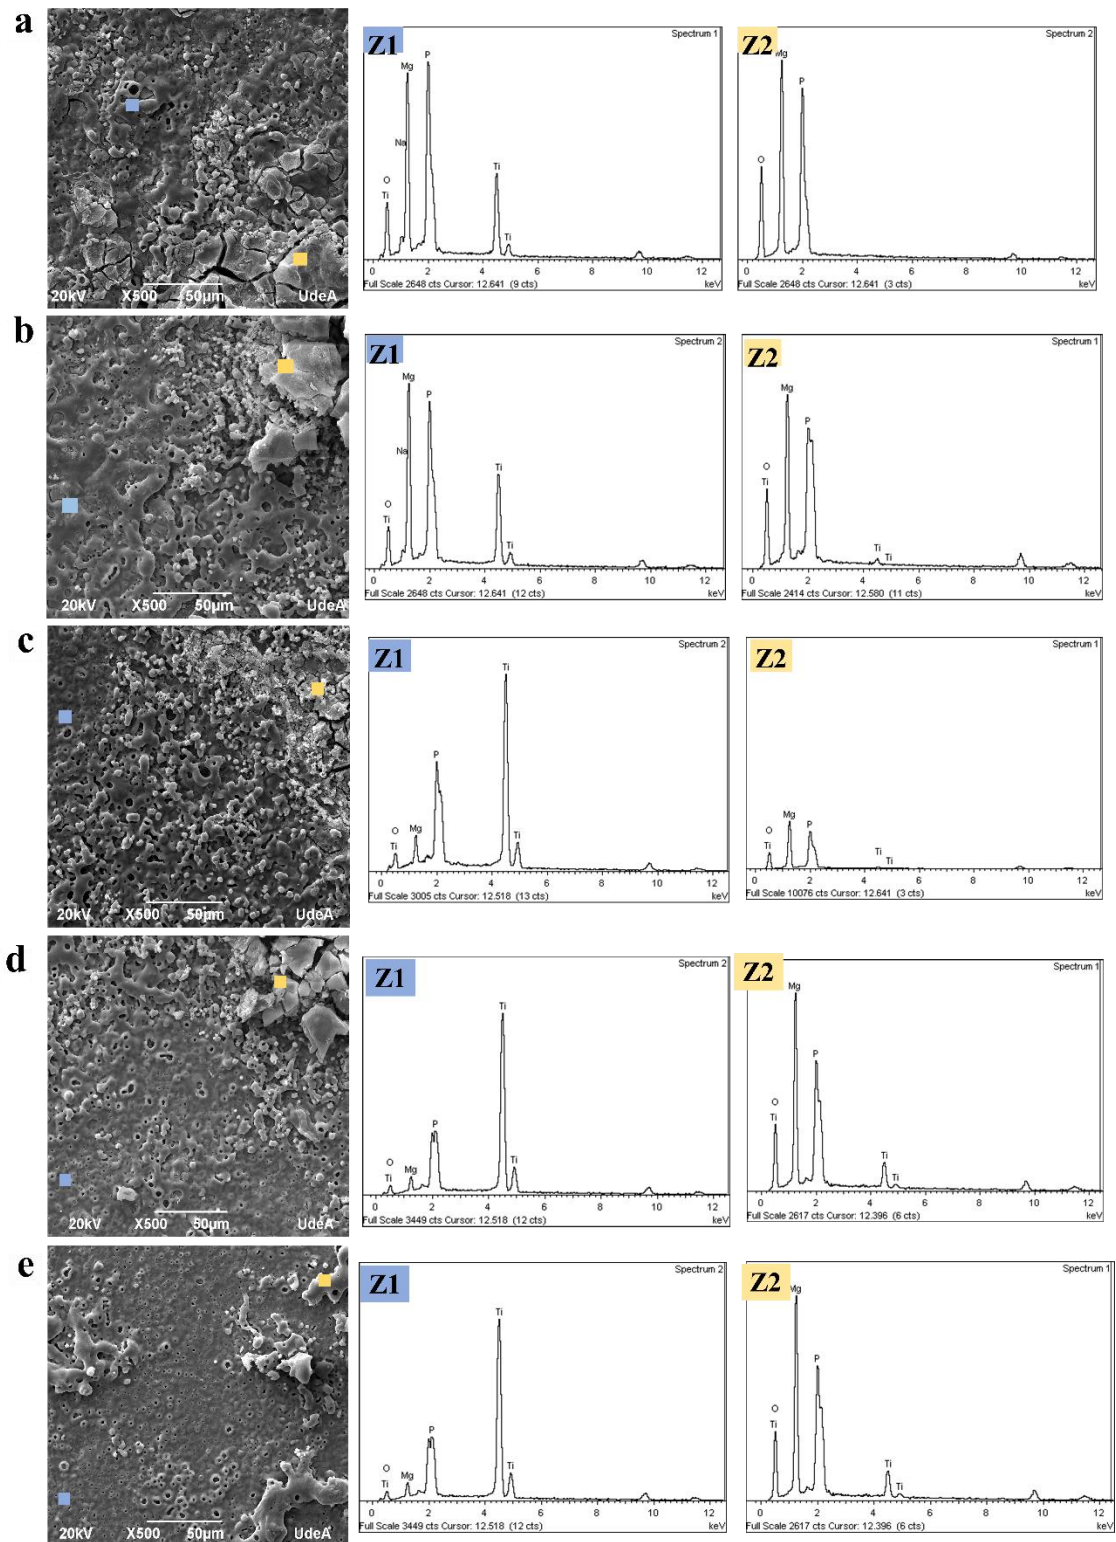 a
20kV X500 50µm UdeA
Z1
Spectrum 1
P
Mg
Na
Ti
O
Ti
Ti
0 2 4 6 8 10 12
Full Scale 2648 cts Cursor: 12.641 (9 cts) keV
Z2
Spectrum 2
Mg
P
O
0 2 4 6 8 10 12
Full Scale 2648 cts Cursor: 12.641 (3 cts) keV
b
20kV X500 50µm UdeA
Z1
Spectrum 2
Mg
P
Na
Ti
O
Ti
Ti
0 2 4 6 8 10 12
Full Scale 2648 cts Cursor: 12.641 (12 cts) keV
Z2
Spectrum 1
Mg
P
O
Ti
Ti
Ti
0 2 4 6 8 10 12
Full Scale 2414 cts Cursor: 12.580 (11 cts) keV
c
20kV X500 50µm UdeA
Z1
Spectrum 2
Ti
P
O
Mg
Ti
Ti
0 2 4 6 8 10 12
Full Scale 3005 cts Cursor: 12.518 (13 cts) keV
Z2
Spectrum 1
Mg
P
O
Ti
Ti
Ti
0 2 4 6 8 10 12
Full Scale 10076 cts Cursor: 12.641 (3 cts) keV
d
20kV X500 50µm UdeA
Z1
Spectrum 2
Ti
P
O
Mg
Ti
Ti
0 2 4 6 8 10 12
Full Scale 3449 cts Cursor: 12.518 (12 cts) keV
Z2
Spectrum 1
Mg
P
O
Ti
Ti
Ti
0 2 4 6 8 10 12
Full Scale 2617 cts Cursor: 12.396 (6 cts) keV
e
20kV X500 50µm UdeA
Z1
Spectrum 2
Ti
P
O
Mg
Ti
Ti
0 2 4 6 8 10 12
Full Scale 3449 cts Cursor: 12.518 (12 cts) keV
Z2
Spectrum 1
Mg
P
O
Ti
Ti
Ti
0 2 4 6 8 10 12
Full Scale 2617 cts Cursor: 12.396 (6 cts) keV